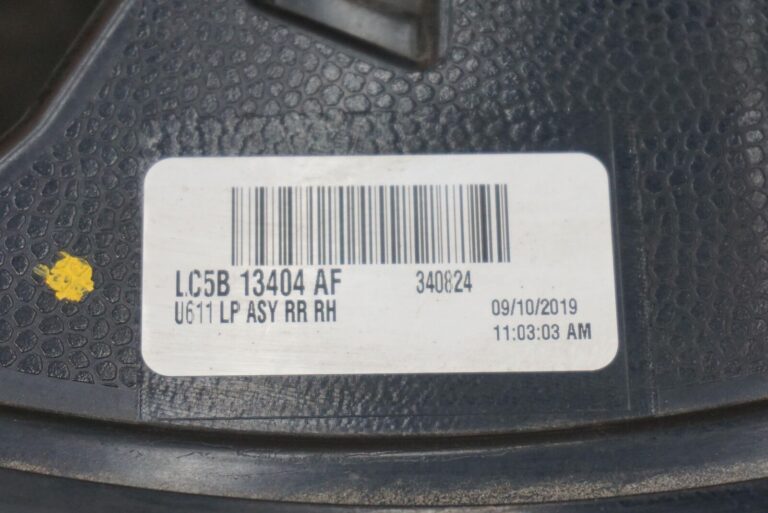 LC5B 13404 AF 340824
U611 LP ASY RR RH 09/10/2019
11:03:03 AM